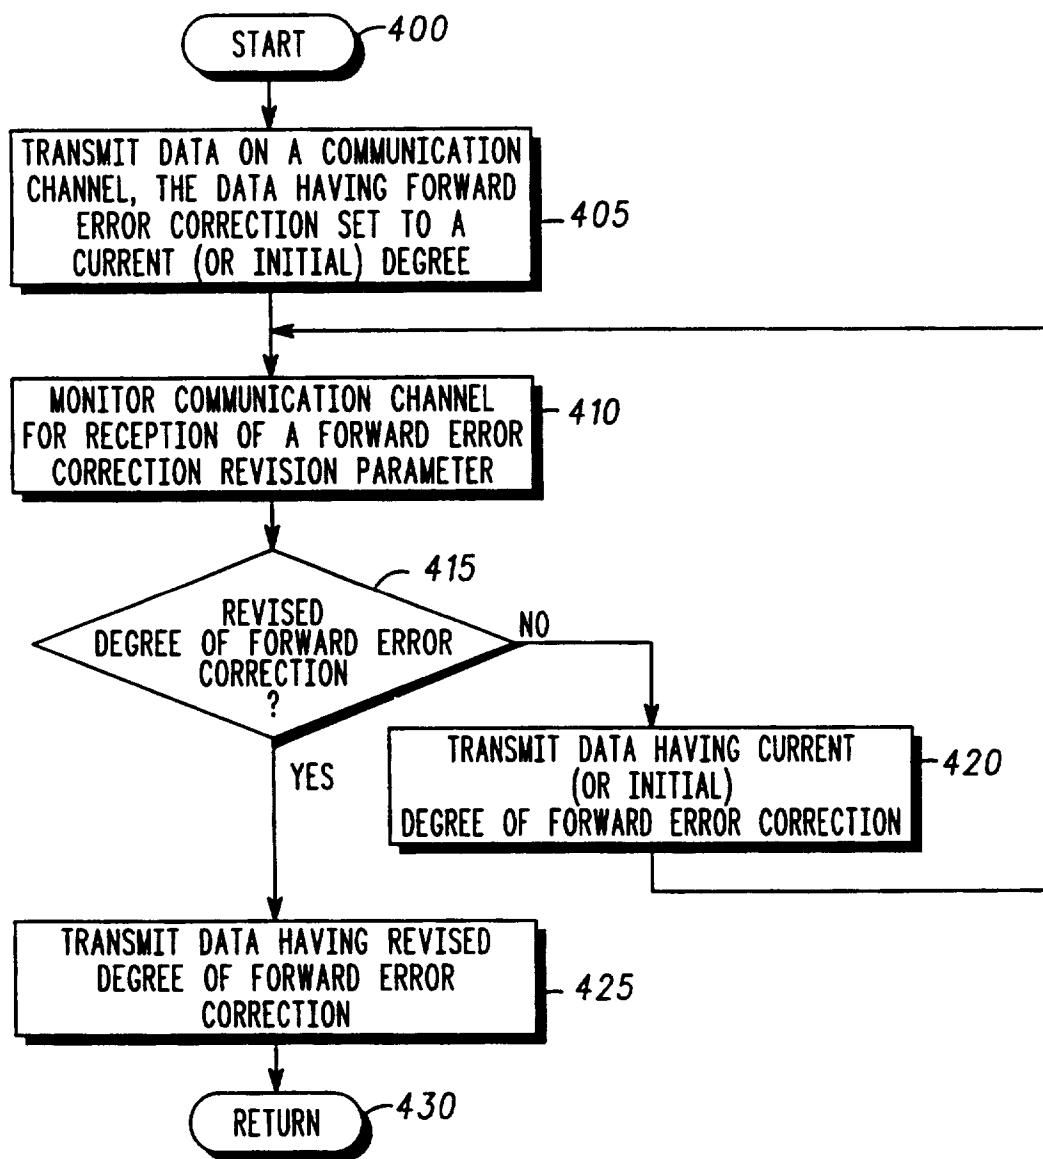 START
400
TRANSMIT DATA ON A COMMUNICATION
CHANNEL, THE DATA HAVING FORWARD
ERROR CORRECTION SET TO A
CURRENT (OR INITIAL) DEGREE
405
MONITOR COMMUNICATION CHANNEL
FOR RECEPTION OF A FORWARD ERROR
CORRECTION REVISION PARAMETER
410
415
REVISED
DEGREE OF FORWARD ERROR
CORRECTION
?
NO
YES
TRANSMIT DATA HAVING CURRENT
(OR INITIAL)
DEGREE OF FORWARD ERROR CORRECTION
420
TRANSMIT DATA HAVING REVISED
DEGREE OF FORWARD ERROR
CORRECTION
425
RETURN
430